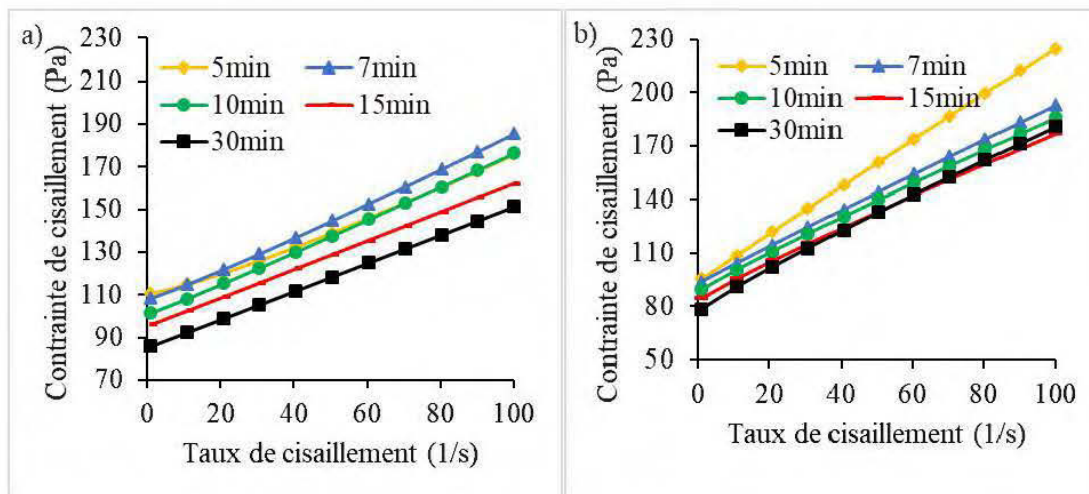 a)
Contrainte de cisaillement (Pa)
230
210
190
170
150
130
110
90
70
5min
7min
10min
15min
30min
0 20 40 60 80 100
Taux de cisaillement (1/s)
b)
Contrainte de cisaillement (Pa)
230
200
170
140
110
80
50
5min
7min
10min
15min
30min
0 20 40 60 80 100
Taux de cisaillement (1/s)